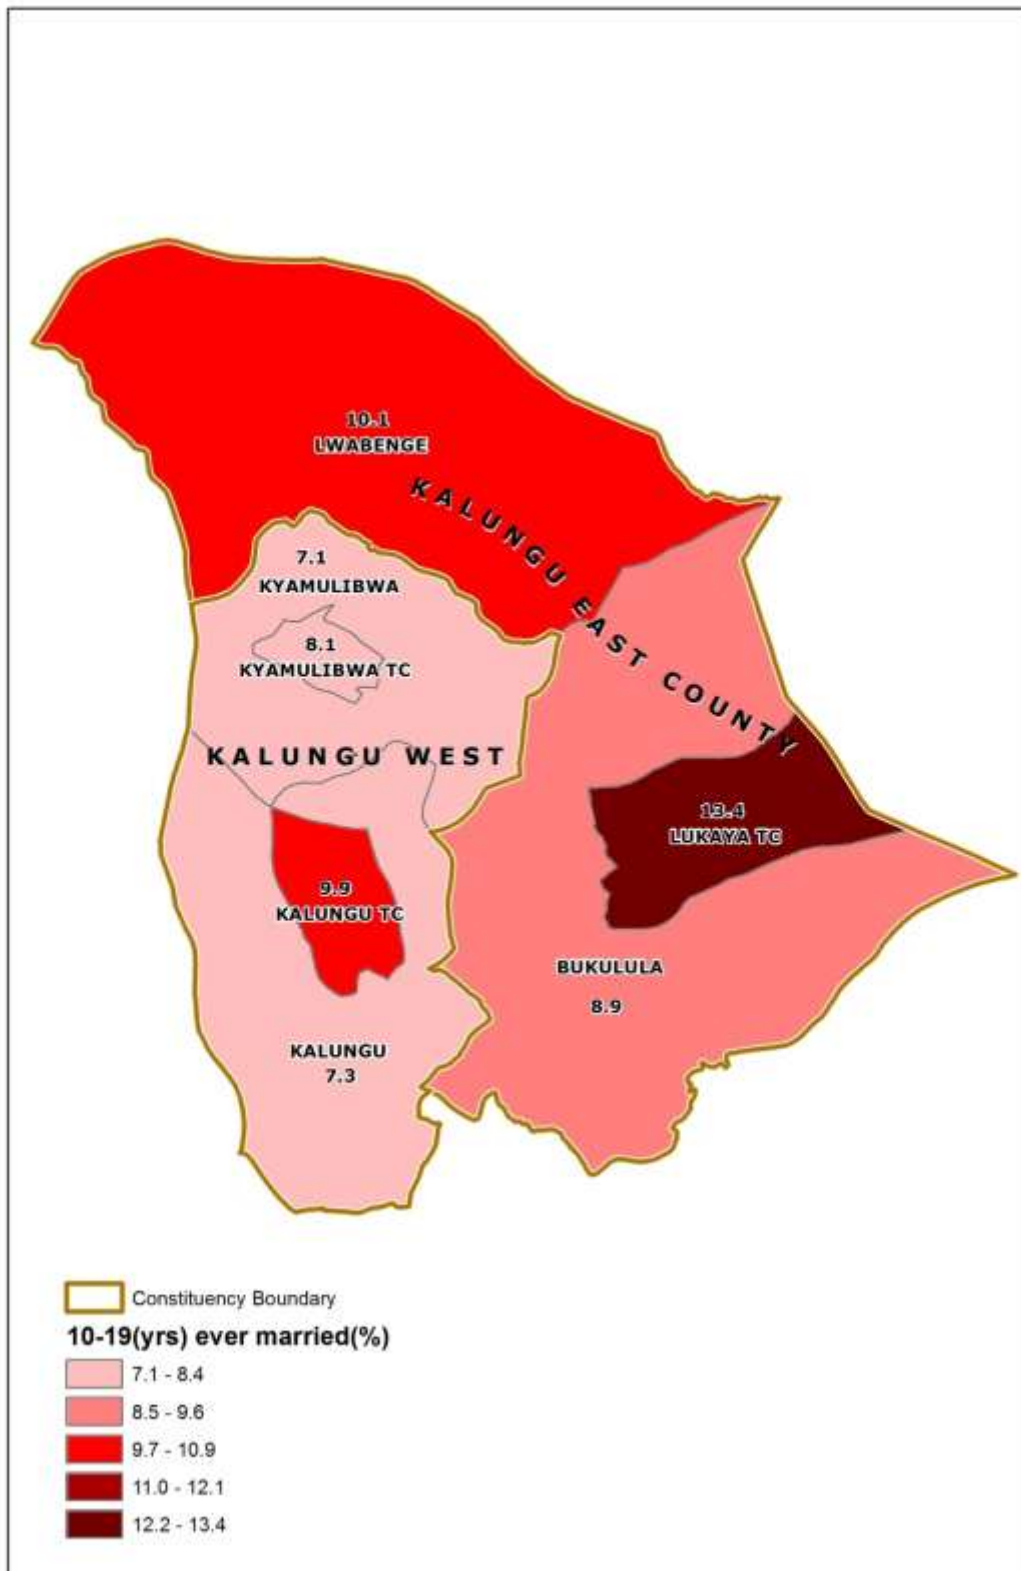 10.1
LWABENGE
KALUNGU EAST COUNTY
7.1
KYAMULIBWA
8.1
KYAMULIBWA TC
KALUNGU WEST
13.4
LUKAYA TC
9.9
KALUNGU TC
BUKULULA
8.9
KALUNGU
7.3
Constituency Boundary
10-19(yrs) ever married(%)
7.1 - 8.4
8.5 - 9.6
9.7 - 10.9
11.0 - 12.1
12.2 - 13.4